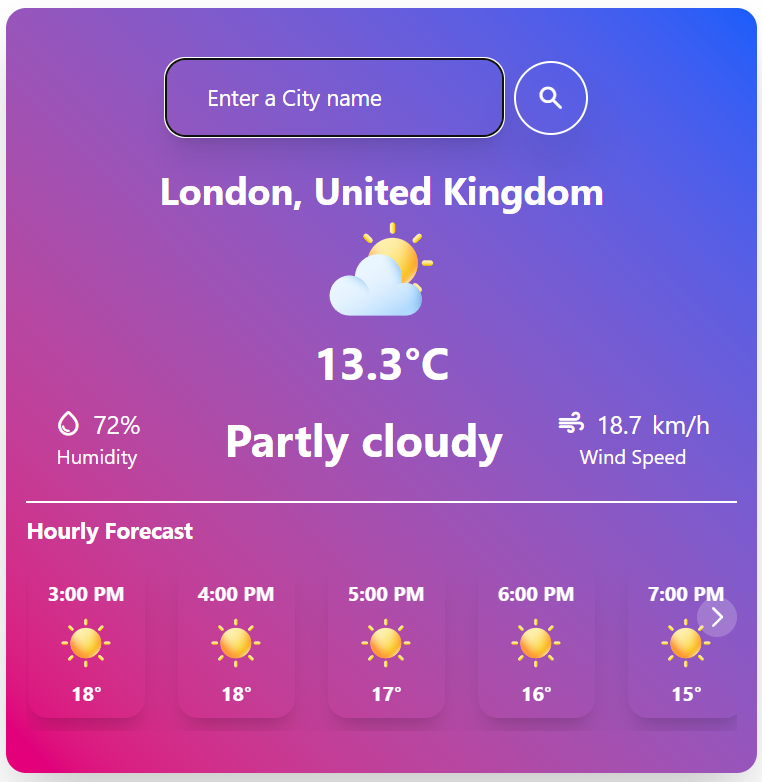 Enter a City name
London, United Kingdom
13.3°C
72%
Humidity
Partly cloudy
18.7 km/h
Wind Speed
Hourly Forecast
3:00 PM 4:00 PM 5:00 PM 6:00 PM 7:00 PM
18° 18° 17° 16° 15°